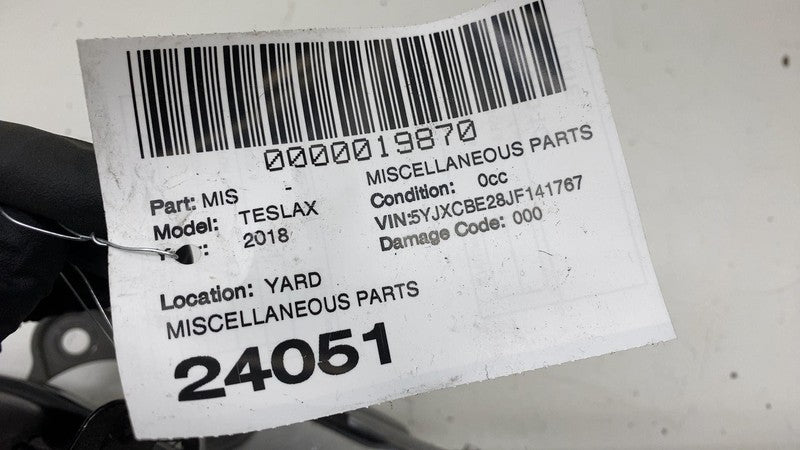 0000019870
Part: MIS -
MISCELLANEOUS PARTS
Model: TESLAX
Condition: 0cc
: 2018
VIN:5YJXCBE28JF141767
Damage Code: 000
Location: YARD
MISCELLANEOUS PARTS
24051